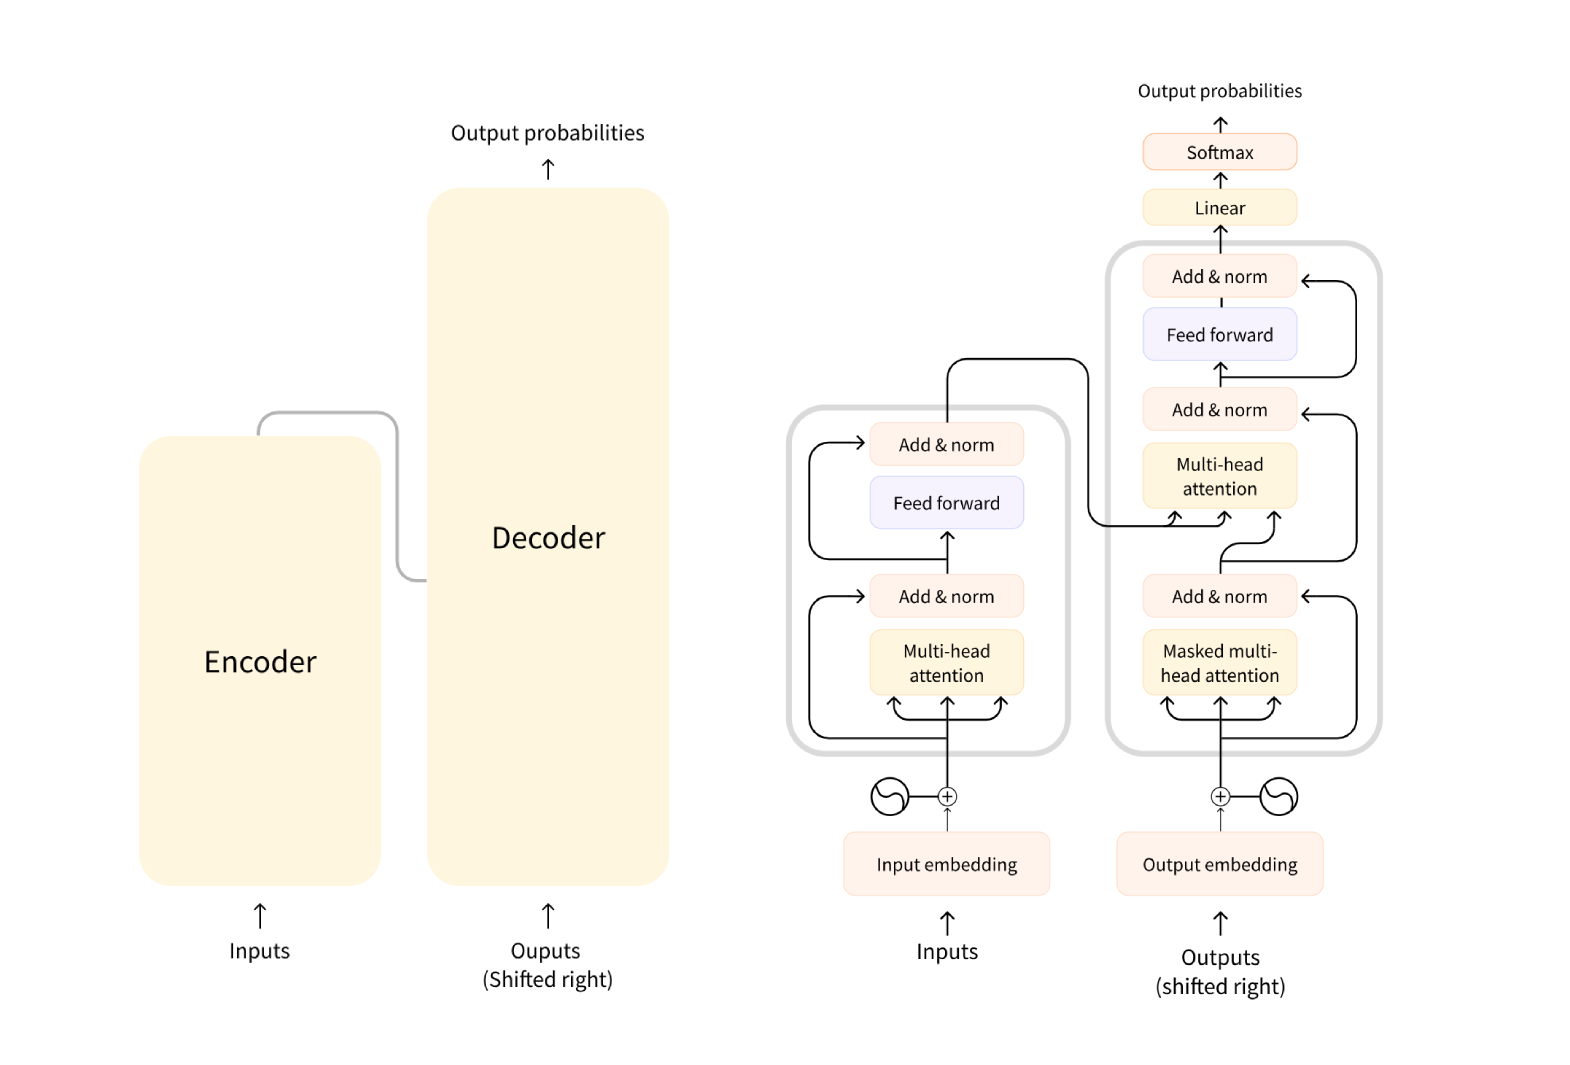 Output probabilities
Decoder
Encoder
Inputs
Ouputs
(Shifted right)
Output probabilities
Softmax
Linear
Add & norm
Feed forward
Add & norm
Multi-head
attention
Add & norm
Masked multi-
head attention
Output embedding
Outputs
(shifted right)
Add & norm
Feed forward
Add & norm
Multi-head
attention
Input embedding
Inputs